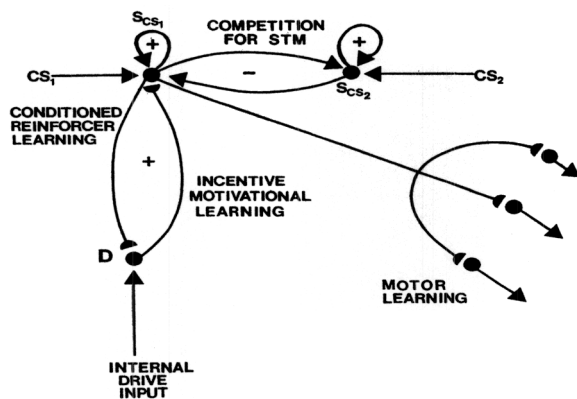 COMPETITION
FOR STM
S_CS₁
+
+
CS₁
−
S_CS₂
CS₂
CONDITIONED
REINFORCER
LEARNING
+
INCENTIVE
MOTIVATIONAL
LEARNING
D
MOTOR
LEARNING
INTERNAL
DRIVE
INPUT